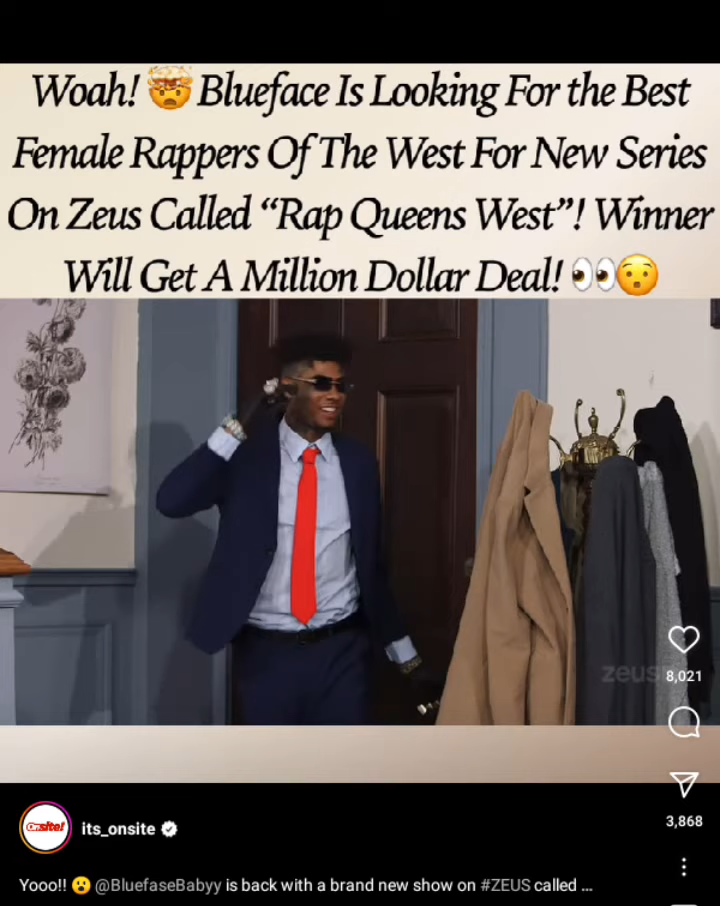 Woah! 🤯 Blueface Is Looking For the Best
Female Rappers Of The West For New Series
On Zeus Called “Rap Queens West”! Winner
Will Get A Million Dollar Deal! 👀😯
zeus
8,021
Onsite!
its_onsite
3,868
Yooo!! 😮 @BluefaseBabyy is back with a brand new show on #ZEUS called ...